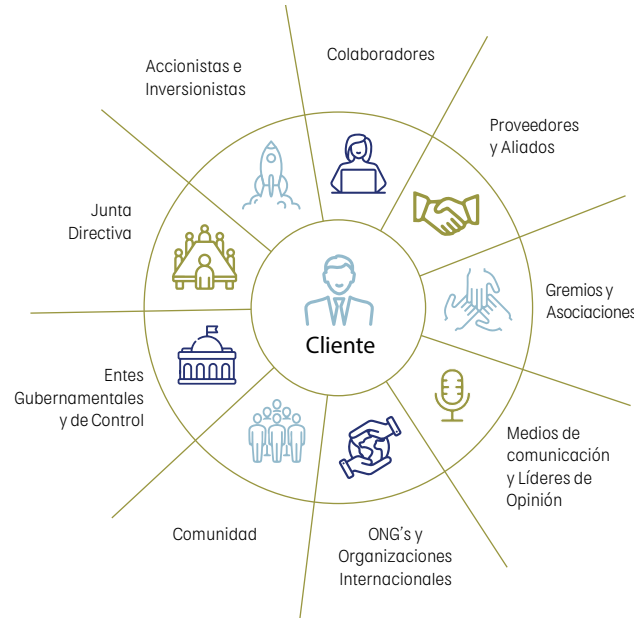 Colaboradores
Proveedores
y Aliados
Gremios y
Asociaciones
Medios de
comunicación
y Líderes de
Opinión
ONG's y
Organizaciones
Internacionales
Comunidad
Entes
Gubernamentales
y de Control
Junta
Directiva
Accionistas e
Inversionistas
Cliente